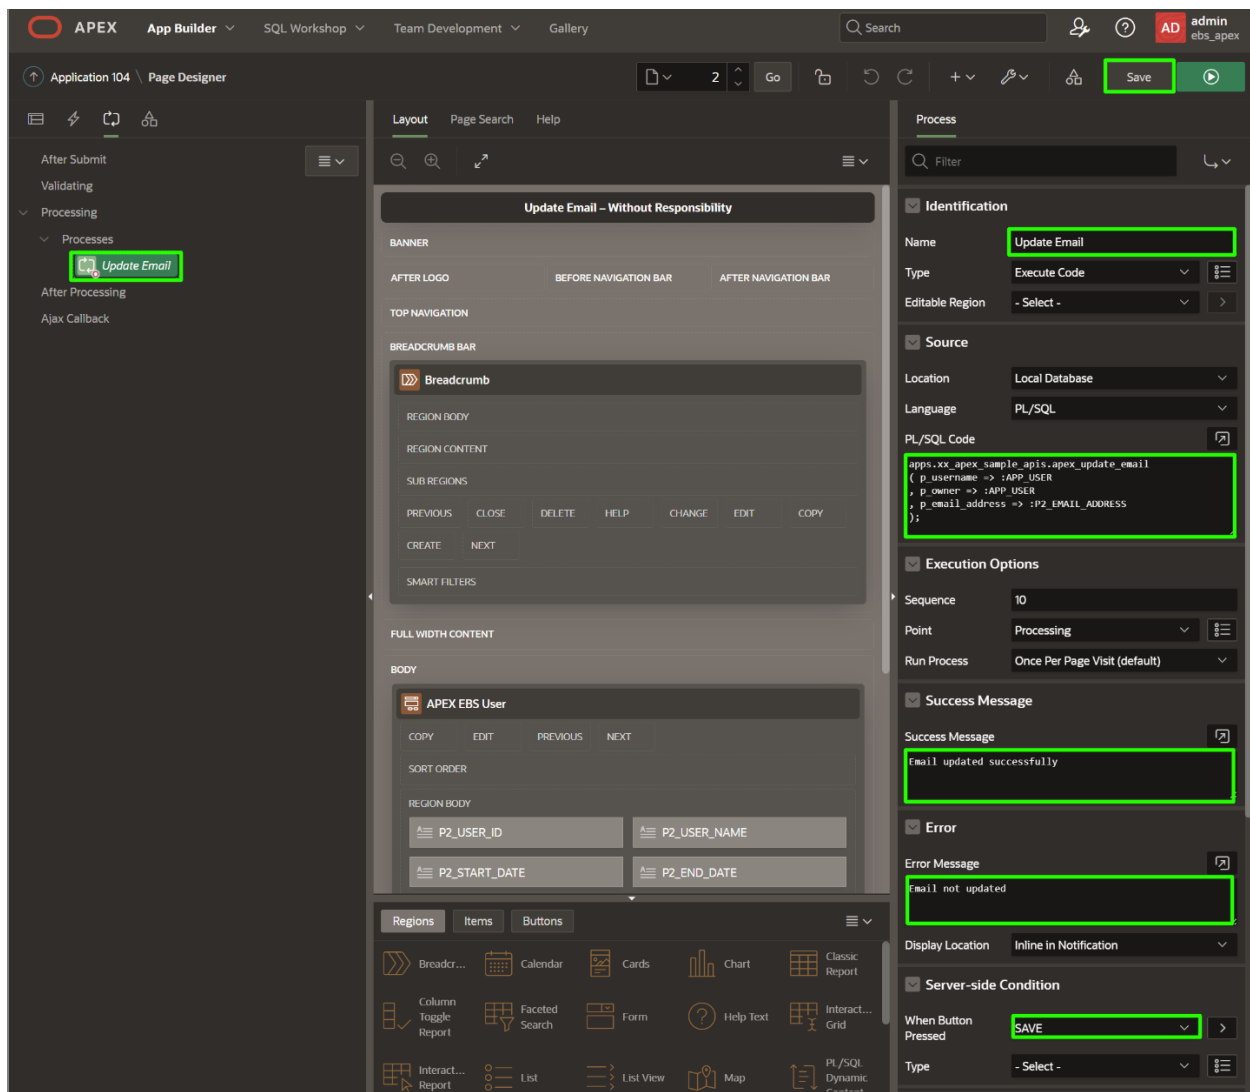 APEX App Builder SQL Workshop Team Development Gallery Search AD admin
ebs_apex
Application 104 \ Page Designer 2 Go Save
Layout Page Search Help Process
After Submit
Filter
Validating
Processing
Update Email – Without Responsibility
Identification
Processes
BANNER
Name Update Email
Update Email
AFTER LOGO BEFORE NAVIGATION BAR AFTER NAVIGATION BAR
Type Execute Code
After Processing
Editable Region - Select -
TOP NAVIGATION
Ajax Callback
BREADCRUMB BAR
Source
Breadcrumb
Location Local Database
REGION BODY
Language PL/SQL
REGION CONTENT
PL/SQL Code
apps.xx_apex_sample_apis.apex_update_email
( p_username => :APP_USER
, p_owner => :APP_USER
, p_email_address => :P2_EMAIL_ADDRESS
);
SUB REGIONS
PREVIOUS CLOSE DELETE HELP CHANGE EDIT COPY
CREATE NEXT
Execution Options
SMART FILTERS
Sequence 10
Point Processing
FULL WIDTH CONTENT
Run Process Once Per Page Visit (default)
BODY
APEX EBS User
Success Message
COPY EDIT PREVIOUS NEXT
Success Message
Email updated successfully
SORT ORDER
REGION BODY
P2_USER_ID P2_USER_NAME
Error
P2_START_DATE P2_END_DATE
Error Message
Email not updated
Regions Items Buttons
Display Location Inline in Notification
Breadcr... Calendar Cards Chart Classic
Report
Server-side Condition
Column
Toggle
Report
Faceted
Search
Form Help Text Interact...
Grid
When Button
Pressed
SAVE
Interact...
Report
List List View Map PL/SQL
Dynamic
Type - Select -